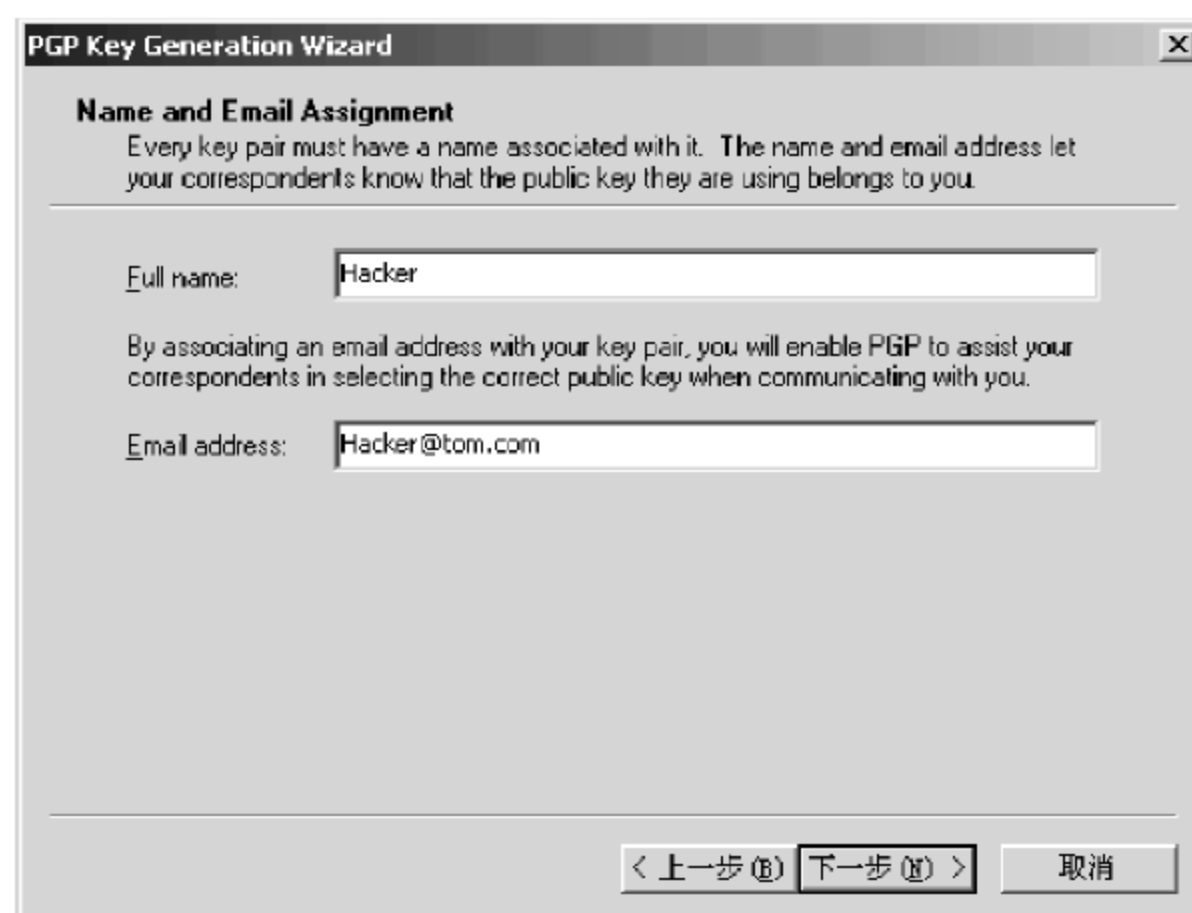 PGP Key Generation Wizard
Name and Email Assignment
Every key pair must have a name associated with it. The name and email address let
your correspondents know that the public key they are using belongs to you.
Full name:
Hacker
By associating an email address with your key pair, you will enable PGP to assist your
correspondents in selecting the correct public key when communicating with you.
Email address:
Hacker@tom.com
< 上一步(B) 下一步(N) > 取消